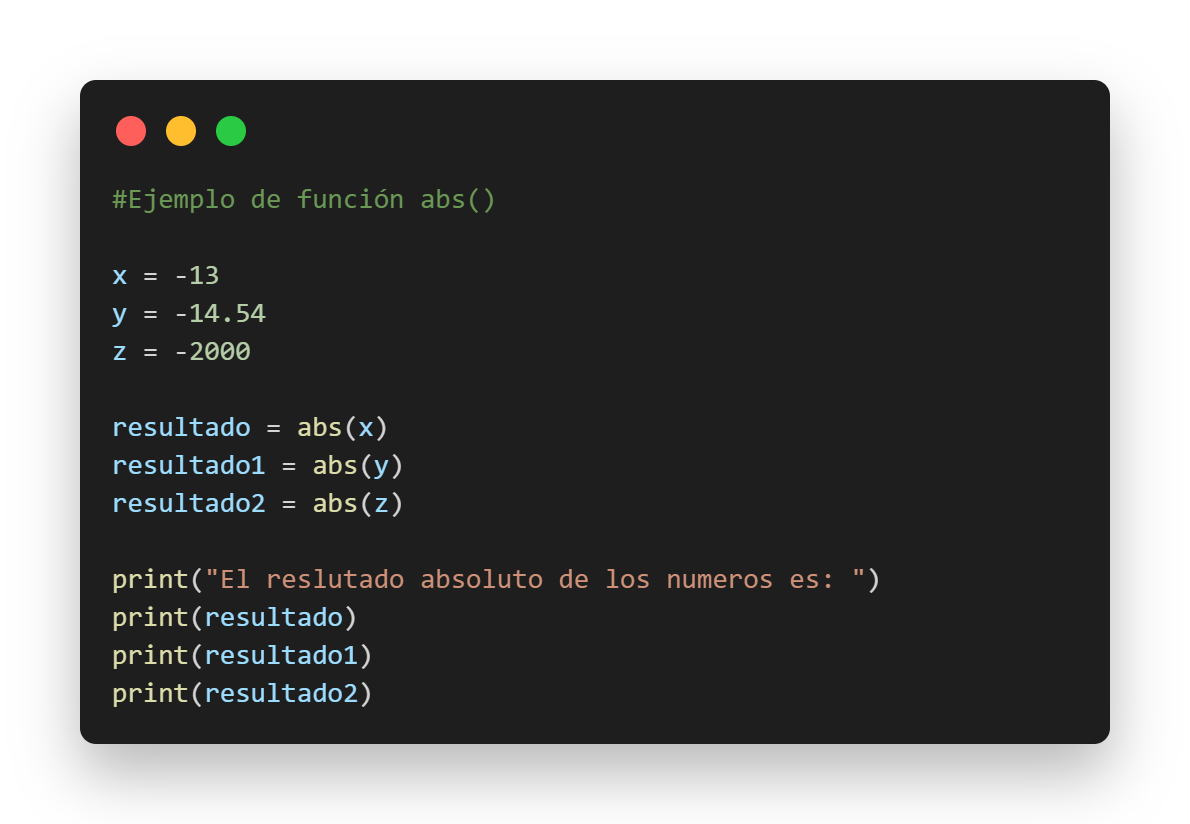 #Ejemplo de función abs()
x = -13
y = -14.54
z = -2000
resultado = abs(x)
resultado1 = abs(y)
resultado2 = abs(z)
print("El reslutado absoluto de los numeros es: ")
print(resultado)
print(resultado1)
print(resultado2)